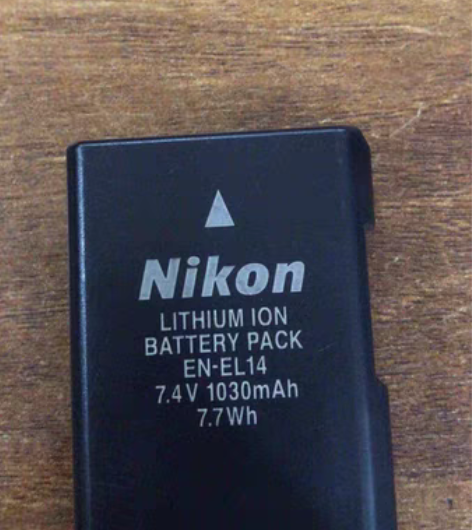 Nikon
LITHIUM ION
BATTERY PACK
EN-EL14
7.4V 1030mAh
7.7Wh